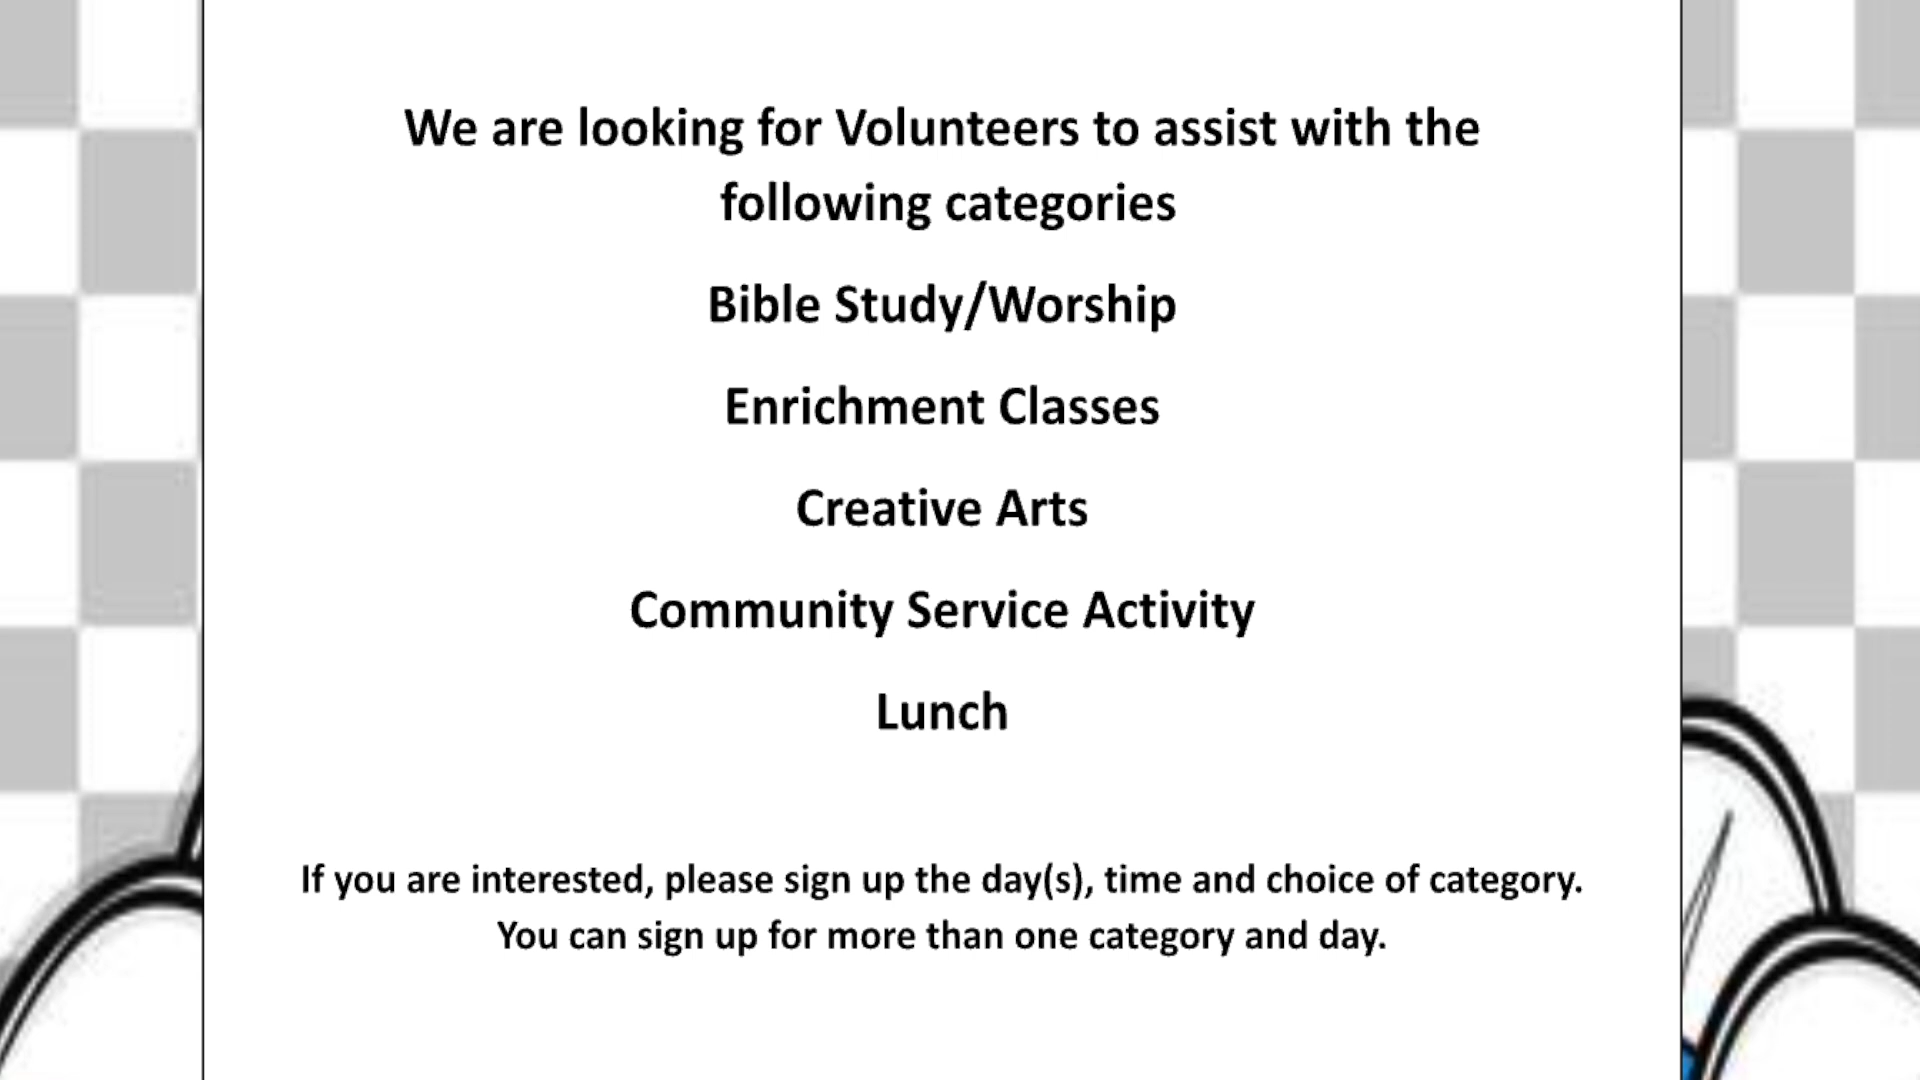 We are looking for Volunteers to assist with the
following categories
Bible Study/Worship
Enrichment Classes
Creative Arts
Community Service Activity
Lunch
If you are interested, please sign up the day(s), time and choice of category.
You can sign up for more than one category and day.